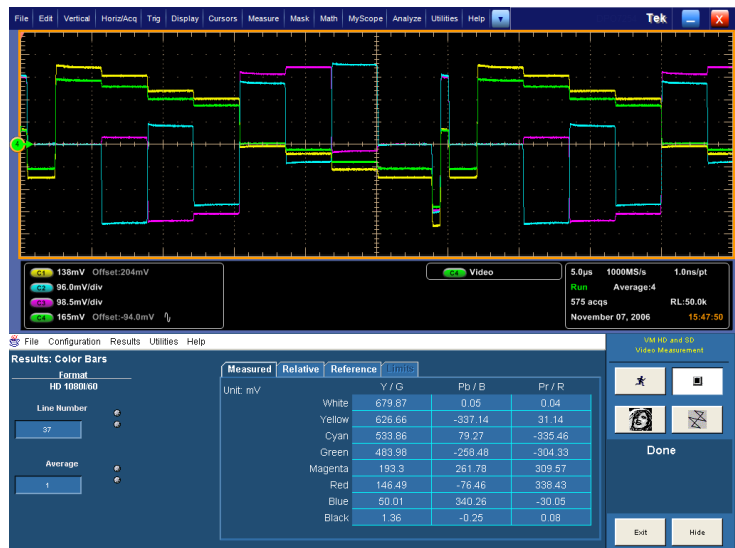 File Edit Vertical Horiz/Acq Trig Display Cursors Measure Mask Math MyScope Analyze Utilities Help Tek X
4
C1 138mV Offset:204mV
C2 96.0mV/div
C3 98.5mV/div
C4 165mV Offset:-94.0mV
C4 Video
5.0µs 1000MS/s 1.0ns/pt
Run Average:4
575 acqs RL:50.0k
November 07, 2006 15:47:50
File Configuration Results Utilities Help
VM HD and SD
Video Measurement
Results: Color Bars
Format
HD 1080I/60
Line Number
37
Average
1
Measured Relative Reference Limits
Unit: mV Y / G Pb / B Pr / R
White 679.87 0.05 0.04
Yellow 626.66 -337.14 31.14
Cyan 533.86 79.27 -335.46
Green 483.98 -258.48 -304.33
Magenta 193.3 261.78 309.57
Red 146.49 -76.46 338.43
Blue 50.01 340.26 -30.05
Black 1.36 -0.25 0.08
Done
Exit Hide